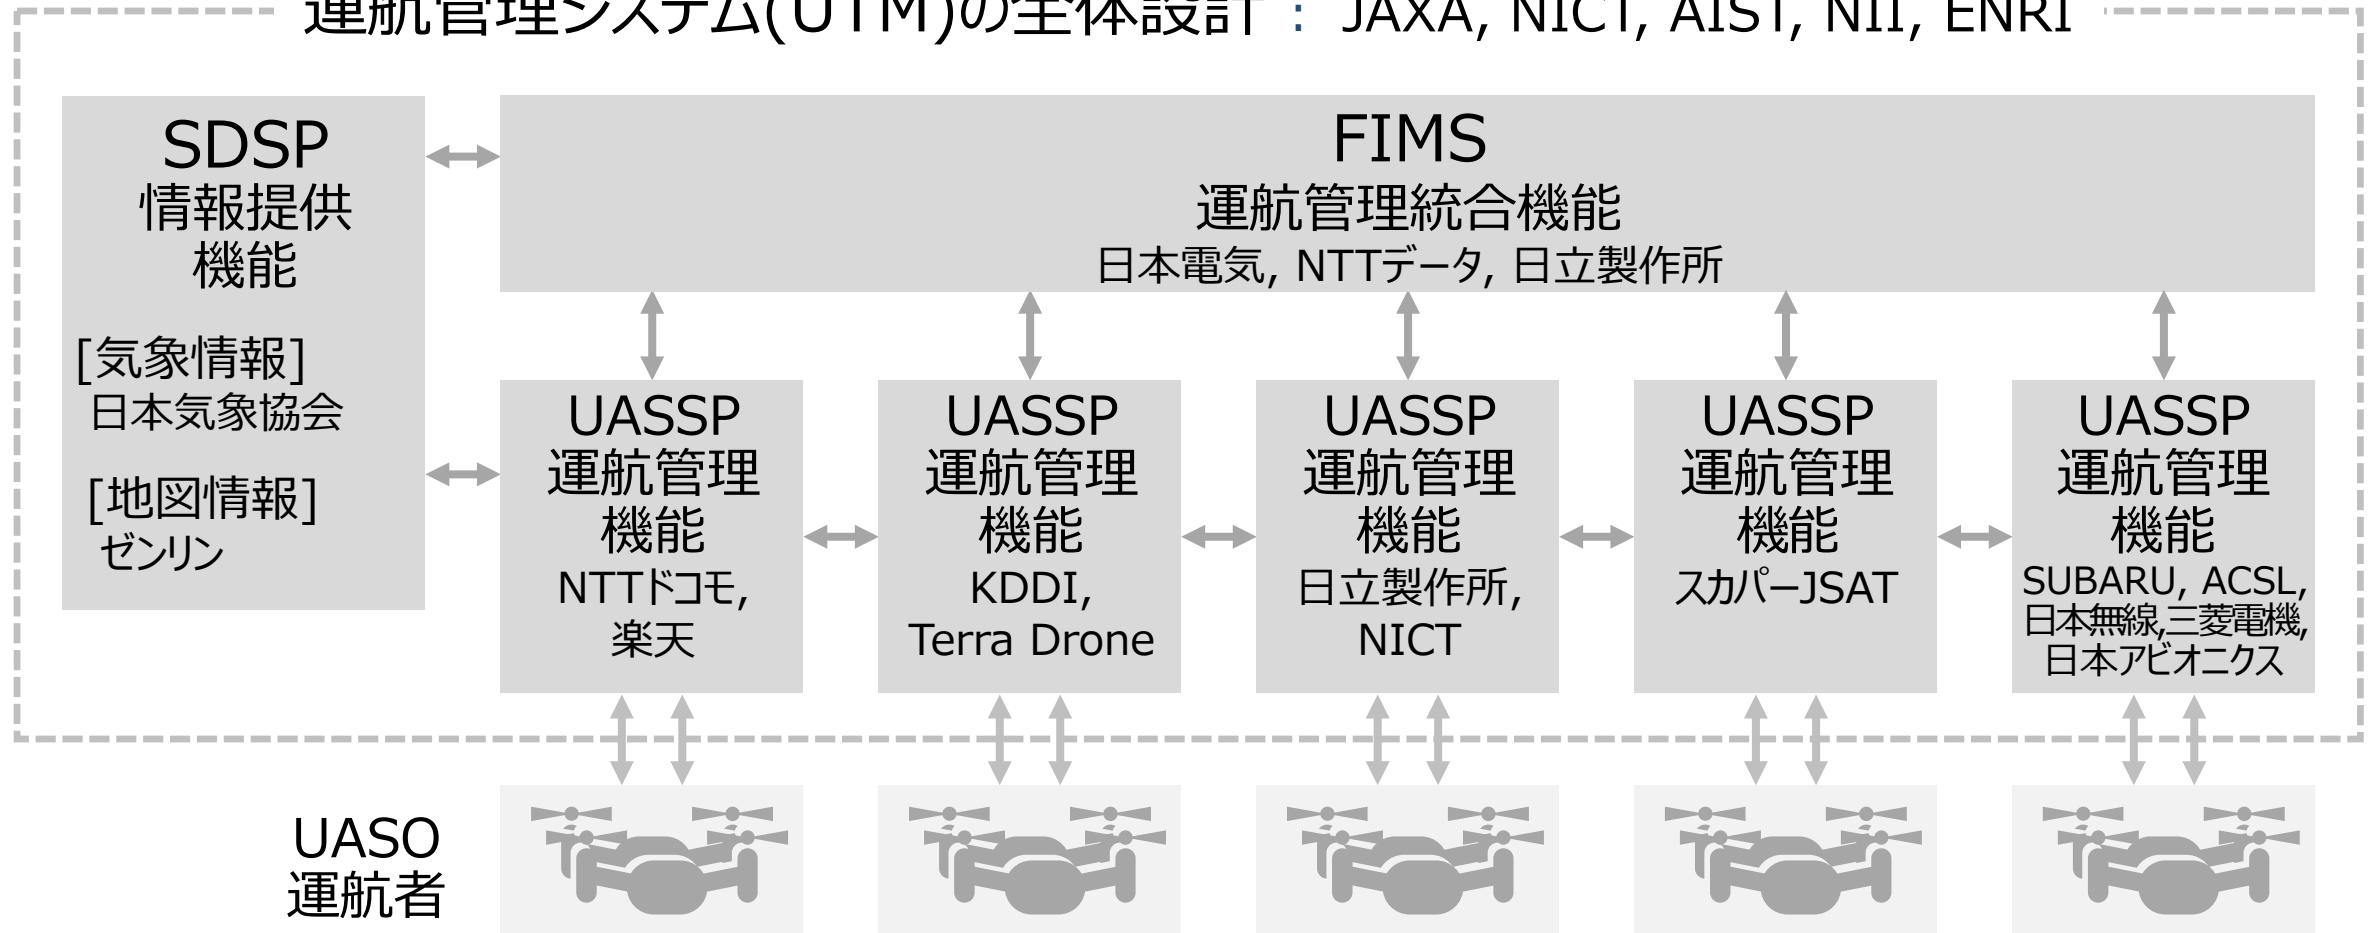 運航管理システム(UTM)の全体設計： JAXA, NICT, AIST, NII, ENRI
SDSP
情報提供
機能
[気象情報]
日本気象協会
[地図情報]
ゼンリン
FIMS
運航管理統合機能
日本電気, NTTデータ, 日立製作所
UASSP
運航管理
機能
NTTドコモ,
楽天
UASSP
運航管理
機能
KDDI,
Terra Drone
UASSP
運航管理
機能
日立製作所,
NICT
UASSP
運航管理
機能
スカパーJSAT
UASSP
運航管理
機能
SUBARU, ACSL,
日本無線,三菱電機,
日本アビオニクス
UASO
運航者